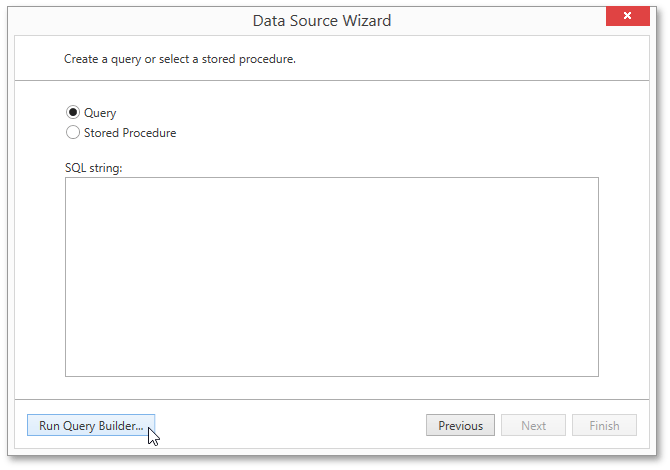 Data Source Wizard
Create a query or select a stored procedure.
Query
Stored Procedure
SQL string:
Run Query Builder...
Previous
Next
Finish